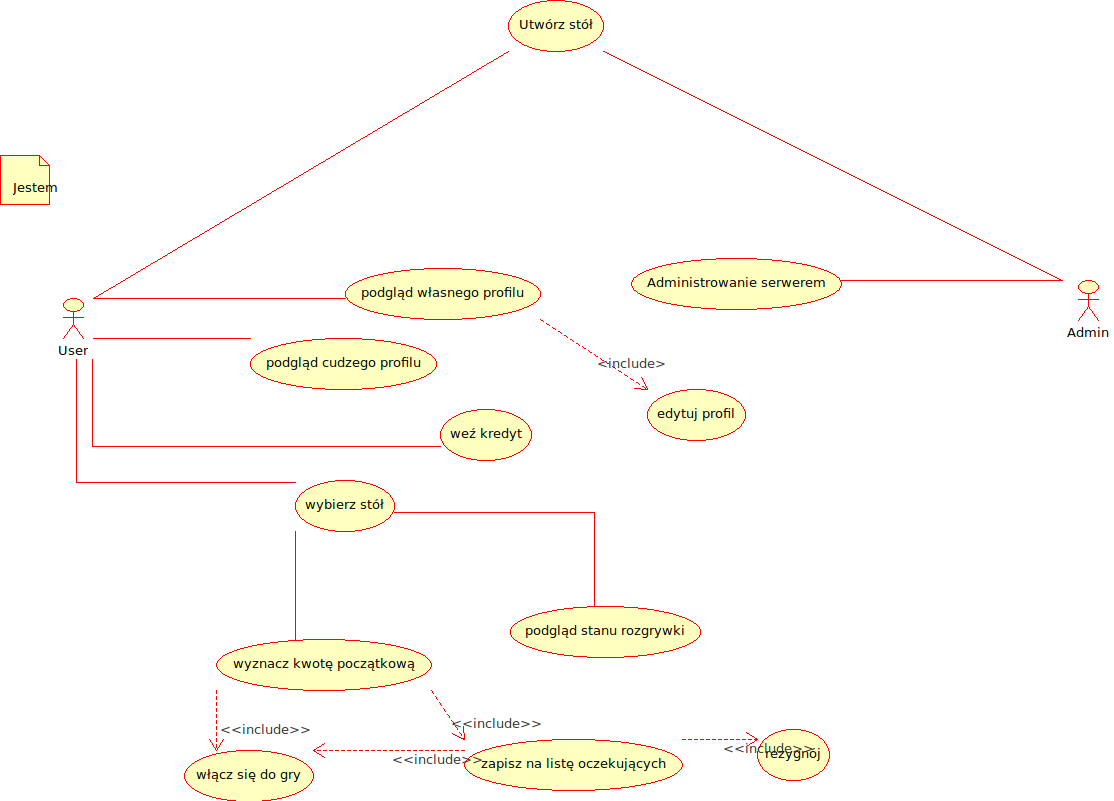 Utwórz stół
Jestem
podgląd własnego profilu
Administrowanie serwerem
User
Admin
podgląd cudzego profilu
<include>
edytuj profil
weź kredyt
wybierz stół
podgląd stanu rozgrywki
wyznacz kwotę początkową
<<include>>
<<include>>
<<include>>
<<include>>
rezygnoj
zapisz na listę oczekujących
włącz się do gry